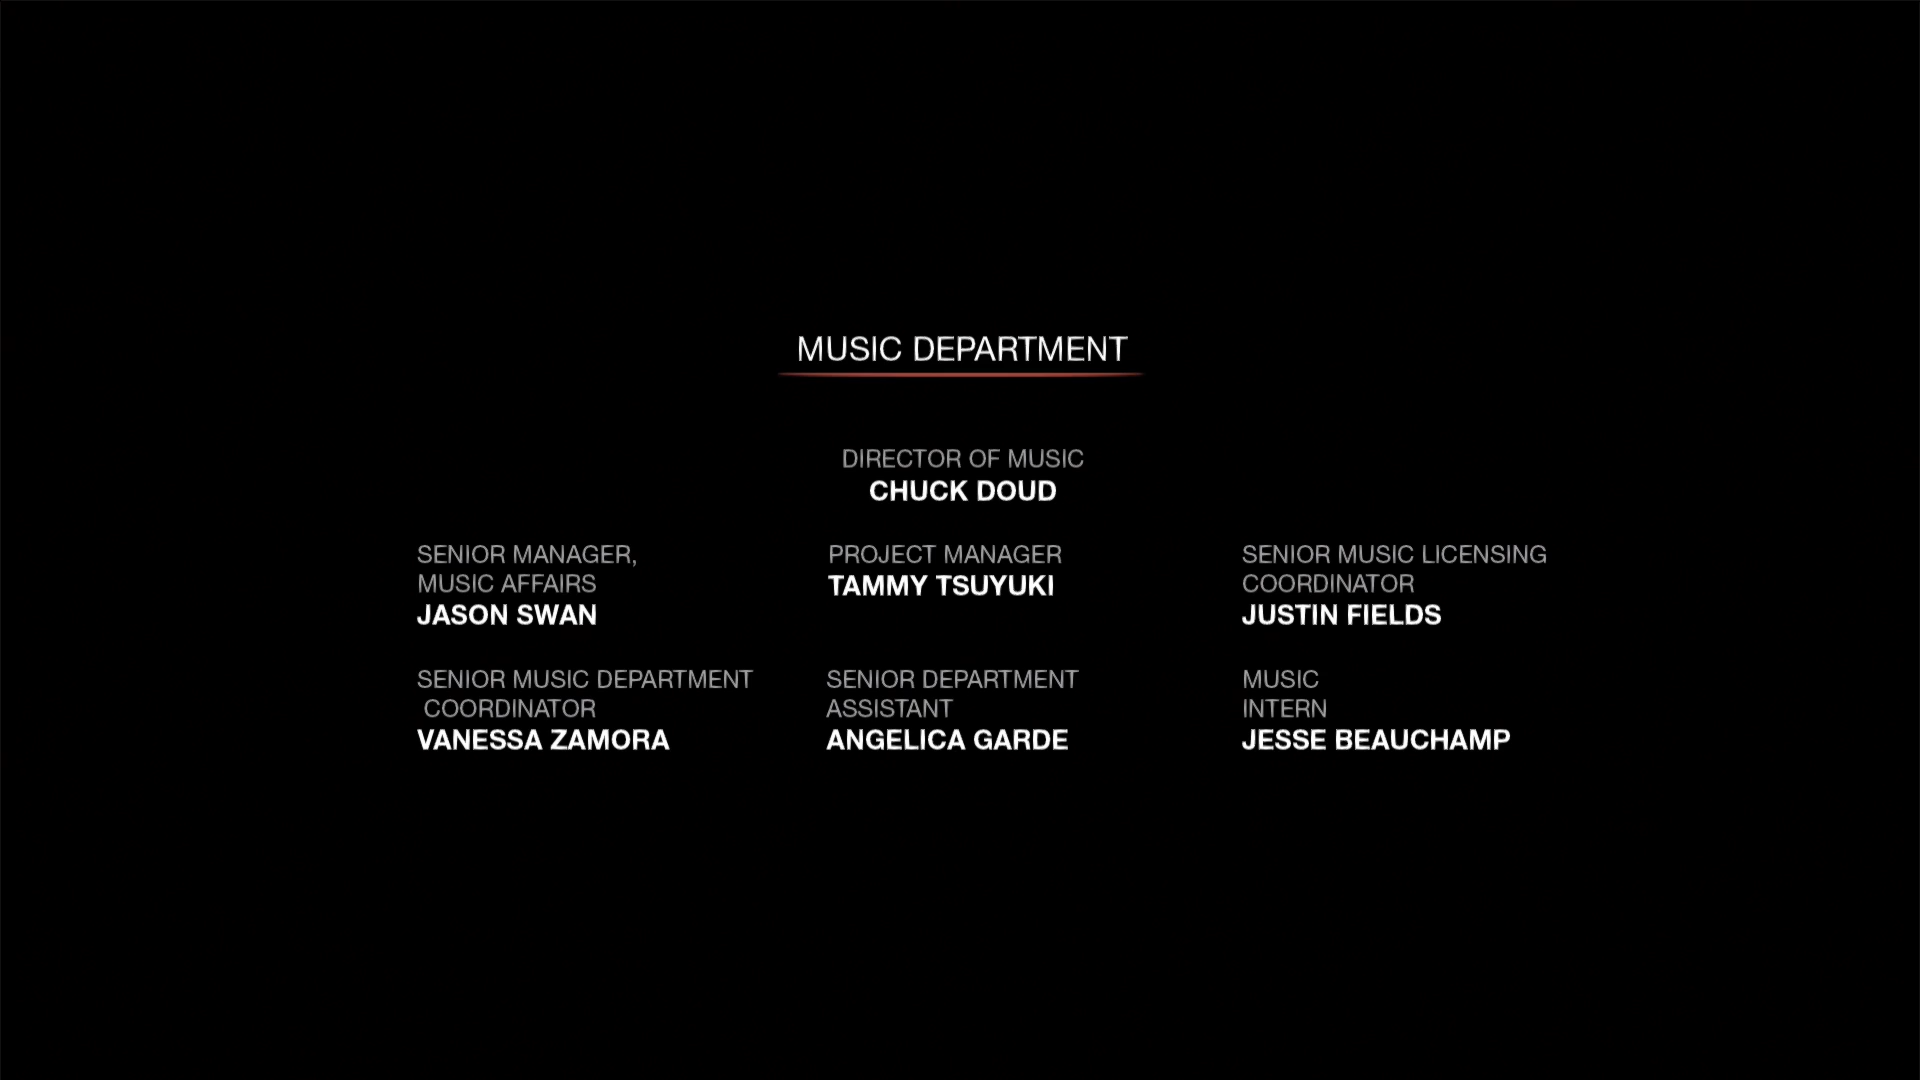 MUSIC DEPARTMENT
DIRECTOR OF MUSIC
CHUCK DOUD
SENIOR MANAGER,
MUSIC AFFAIRS
JASON SWAN
PROJECT MANAGER
TAMMY TSUYUKI
SENIOR MUSIC LICENSING
COORDINATOR
JUSTIN FIELDS
SENIOR MUSIC DEPARTMENT
COORDINATOR
VANESSA ZAMORA
SENIOR DEPARTMENT
ASSISTANT
ANGELICA GARDE
MUSIC
INTERN
JESSE BEAUCHAMP